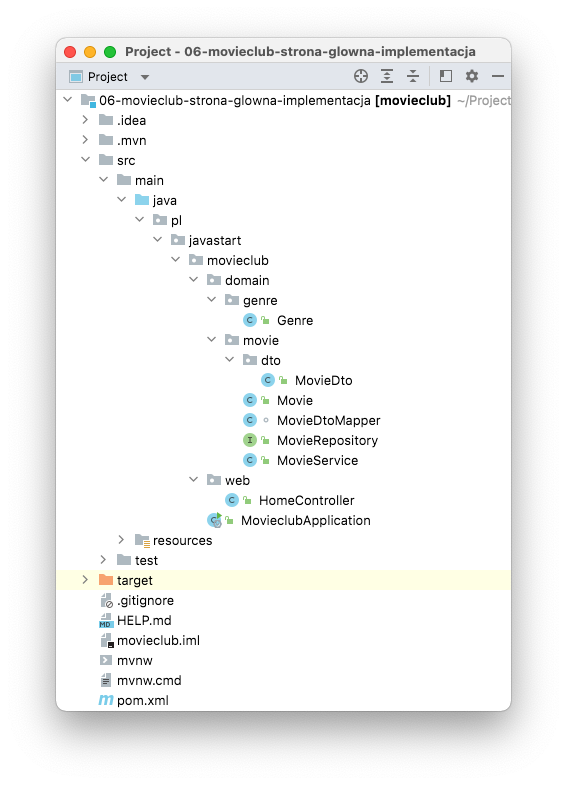 Project - 06-movieclub-strona-glowna-implementacja
Project
06-movieclub-strona-glowna-implementacja [movieclub] ~/Project
.idea
.mvn
src
main
java
pl
javastart
movieclub
domain
genre
C Genre
movie
dto
C MovieDto
C Movie
C MovieDtoMapper
I MovieRepository
C MovieService
web
C HomeController
C MovieclubApplication
resources
test
target
.gitignore
MD HELP.md
movieclub.iml
mvnw
mvnw.cmd
m pom.xml